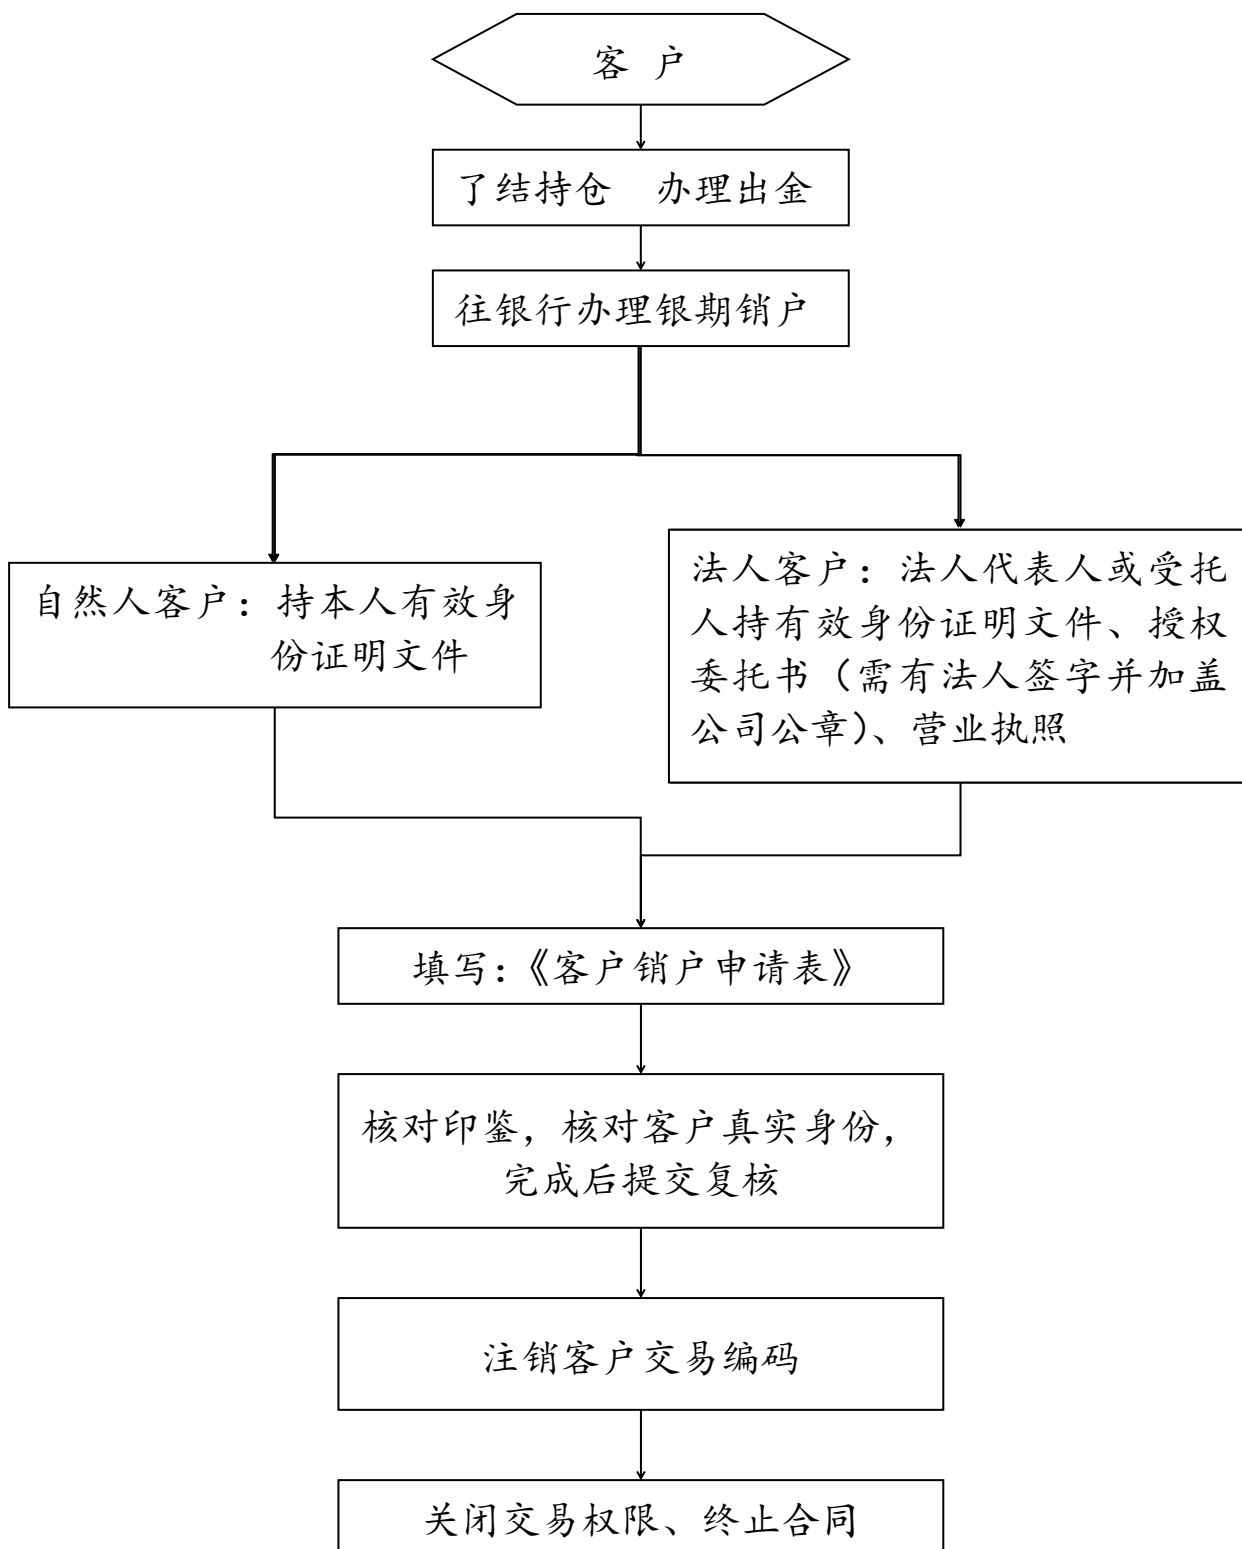 客 户
了结持仓 办理出金
往银行办理银期销户
自然人客户：持本人有效身
份证明文件
法人客户：法人代表人或受托
人持有效身份证明文件、授权
委托书（需有法人签字并加盖
公司公章）、营业执照
填写：《客户销户申请表》
核对印鉴，核对客户真实身份，
完成后提交复核
注销客户交易编码
关闭交易权限、终止合同